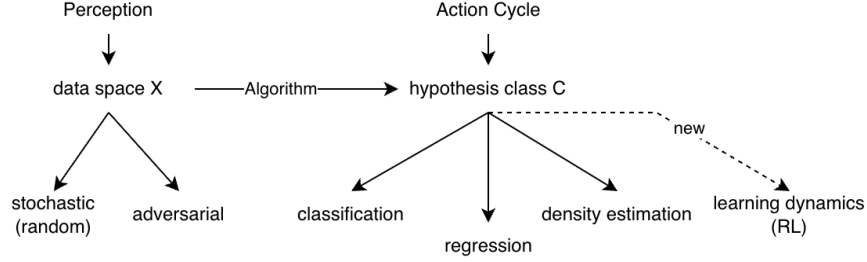 Perception
Action Cycle
data space X
Algorithm
hypothesis class C
new
stochastic
(random)
adversarial
classification
regression
density estimation
learning dynamics
(RL)